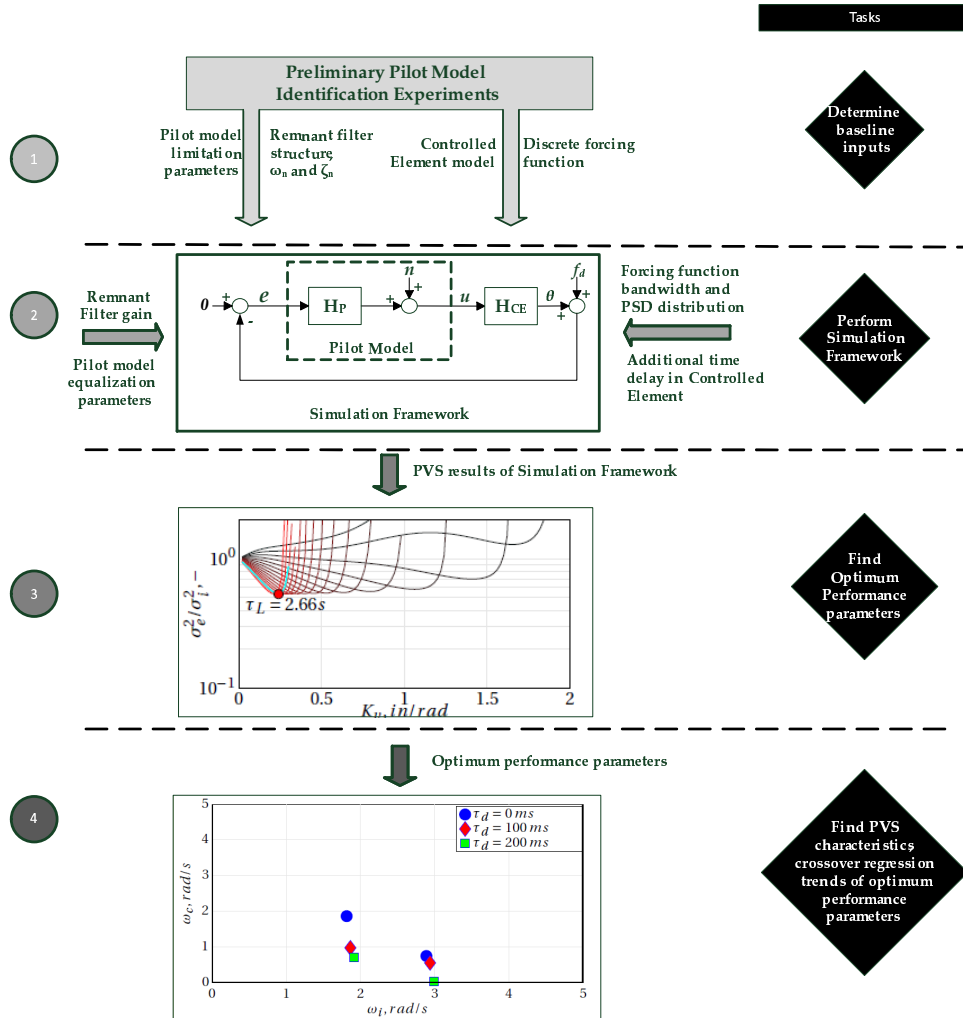 Tasks
Preliminary Pilot Model
Identification Experiments
1
Pilot model
limitation
parameters
Remnant filter
structure,
ωn and ζn
Controlled
Element model
Discrete forcing
function
Determine
baseline
inputs
2
Remnant
Filter gain
Pilot model
equalization
parameters
0
+
-
e
HP
+
n
+
u
HCE
θ
+
fd
+
Pilot Model
Simulation Framework
Forcing function
bandwidth and
PSD distribution
Additional time
delay in Controlled
Element
Perform
Simulation
Framework
PVS results of Simulation Framework
3
σe²/σi², −
10⁰
10⁻¹
τL = 2.66s
0
0.5
1
1.5
2
Kv, in/rad
Find
Optimum
Performance
parameters
Optimum performance parameters
4
ωc, rad/s
5
4
3
2
1
0
τd = 0 ms
τd = 100 ms
τd = 200 ms
0
1
2
3
4
5
ωi, rad/s
Find PVS
characteristics,
crossover regression
trends of optimum
performance
parameters